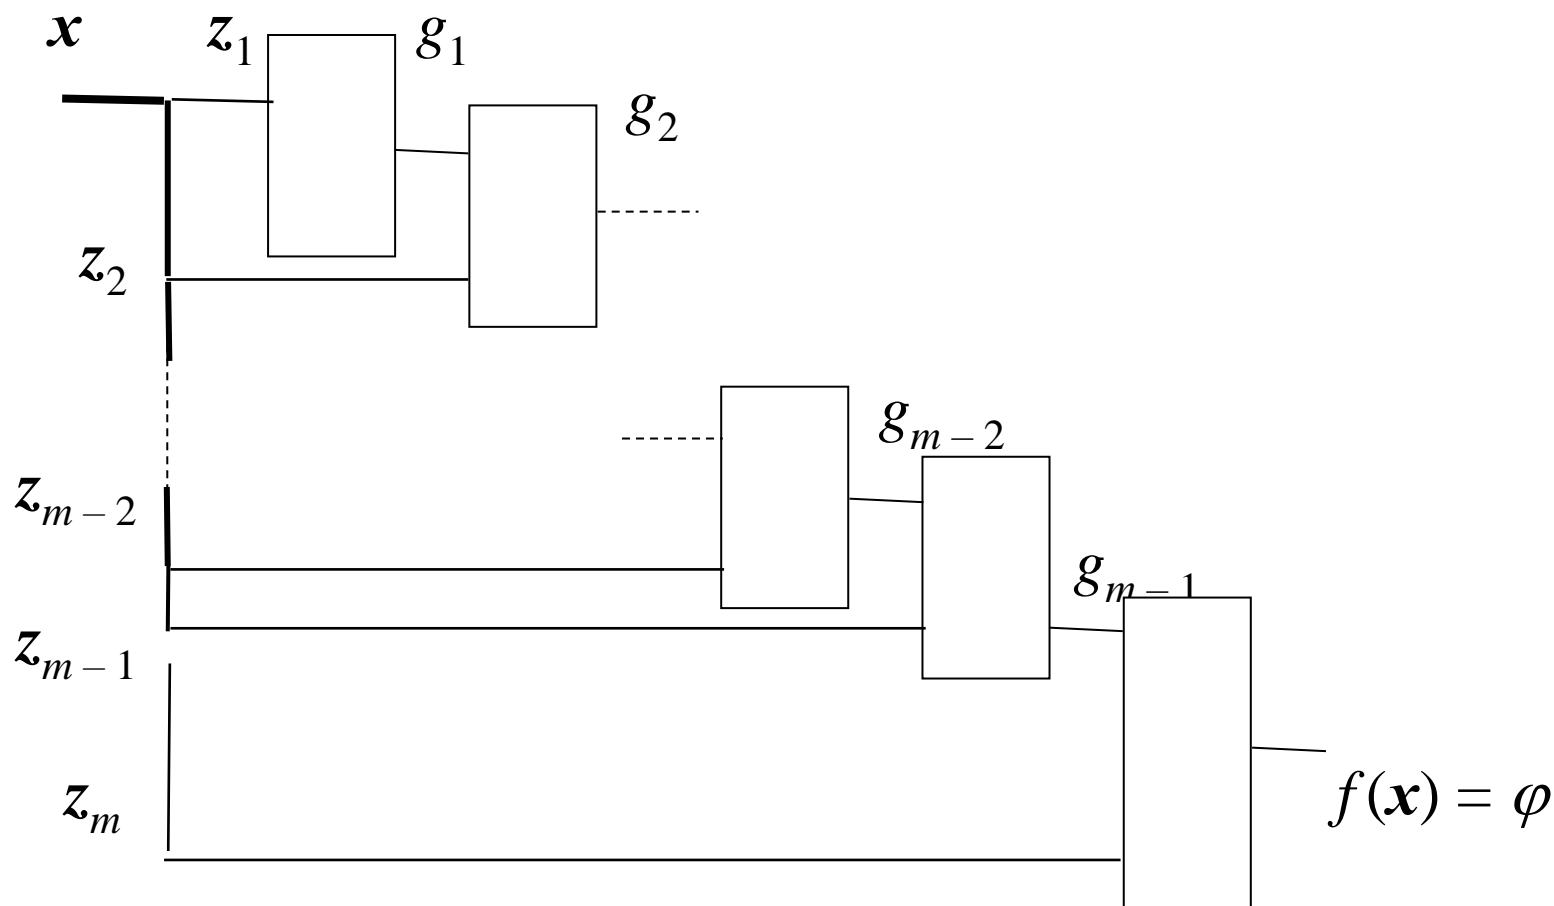 x z₁ g₁
g₂
z₂
gₘ₋₂
zₘ₋₂
gₘ₋₁
zₘ₋₁
zₘ f(x) = φ